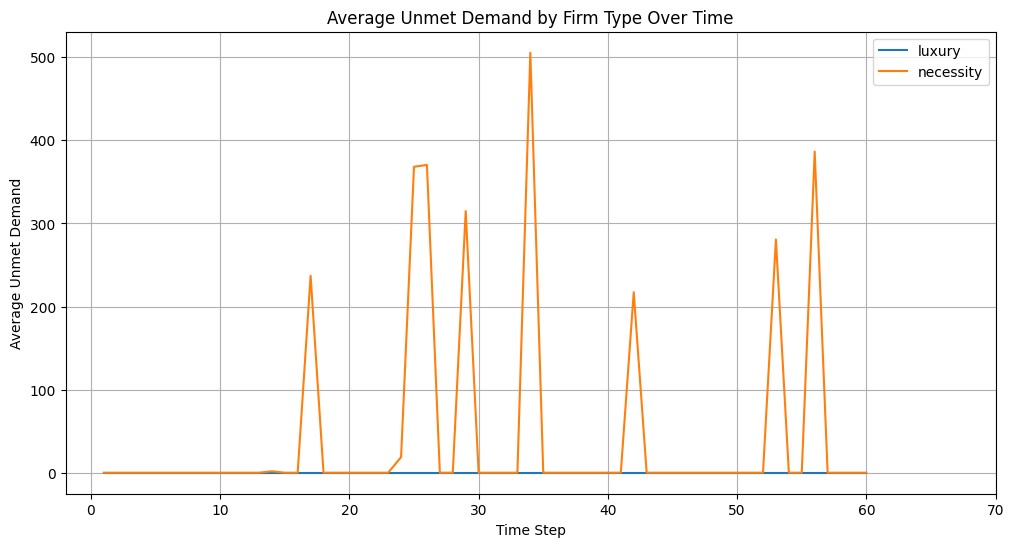 Average Unmet Demand by Firm Type Over Time
luxury
necessity
Average Unmet Demand
500
400
300
200
100
0
0 10 20 30 40 50 60 70
Time Step